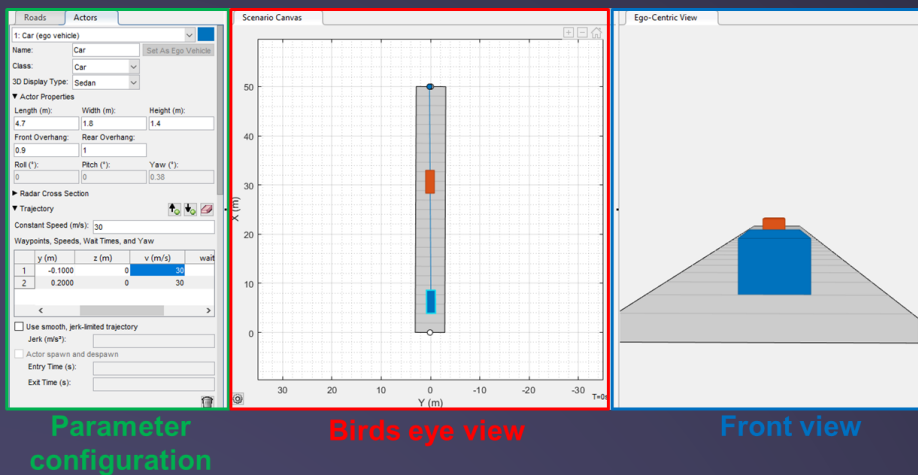 Roads Actors
1: Car (ego vehicle)
Name: Car Set As Ego Vehicle
Class: Car
3D Display Type: Sedan
▼ Actor Properties
Length (m): Width (m): Height (m):
4.7 1.8 1.4
Front Overhang: Rear Overhang:
0.9 1
Roll (°): Pitch (°): Yaw (°):
0 0 0.38
► Radar Cross Section
▼ Trajectory
Constant Speed (m/s): 30
Waypoints, Speeds, Wait Times, and Yaw
y (m) z (m) v (m/s) wait
1 -0.1000 0 30
2 0.2000 0 30
Use smooth, jerk-limited trajectory
Jerk (m/s³):
Actor spawn and despawn
Entry Time (s):
Exit Time (s):
Parameter
configuration
Scenario Canvas
50
40
30
20
10
0
X (m)
30 20 10 0 -10 -20 -30
Y (m)
T=0s
Birds eye view
Ego-Centric View
Front view